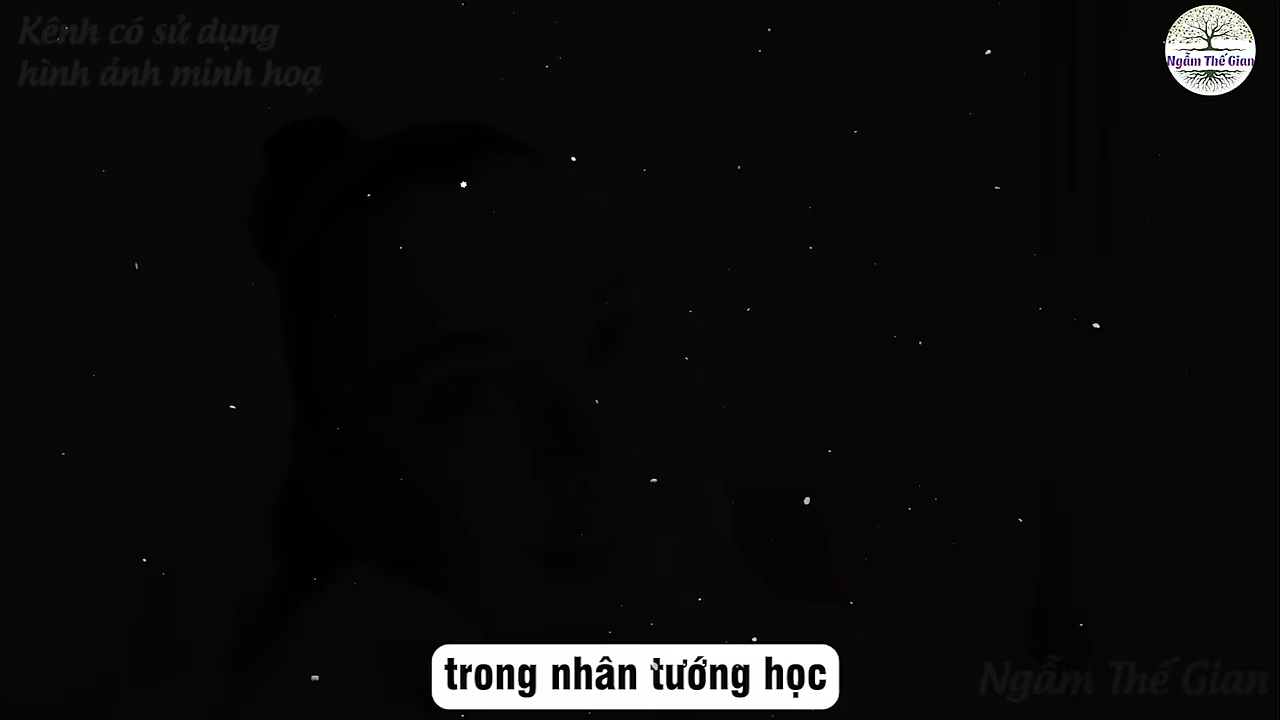 Kênh có sử dụng
hình ảnh minh hoạ
Ngẫm Thế Gian
trong nhân tướng học
Ngẫm Thế Gian